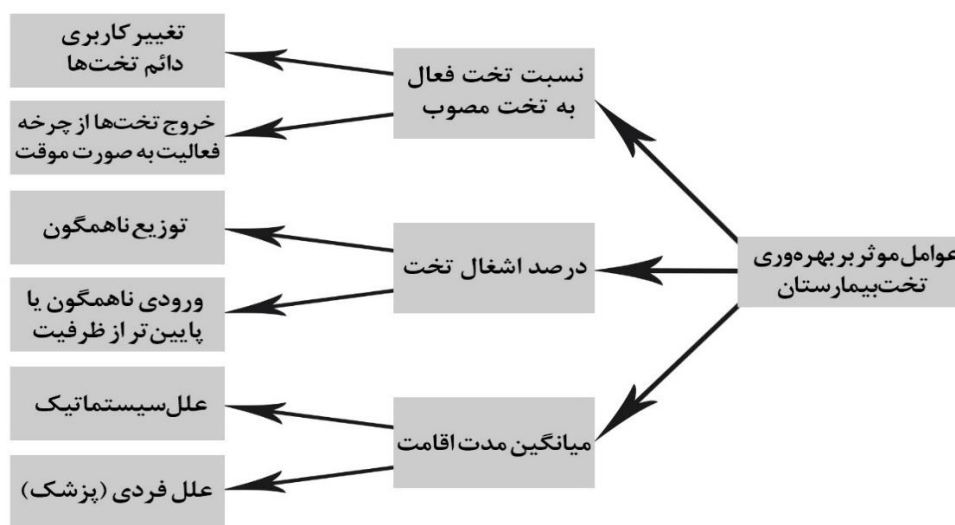 عوامل موثر بر بهره‌وری
تخت‌بیمارستان
نسبت تخت فعال
به تخت مصوب
تغییر کاربری
دائم تخت‌ها
خروج تخت‌ها از چرخه
فعالیت به صورت موقت
درصد اشغال تخت
توزیع ناهمگون
ورودی ناهمگون یا
پایین‌تر از ظرفیت
میانگین مدت اقامت
علل سیستماتیک
علل فردی (پزشک)